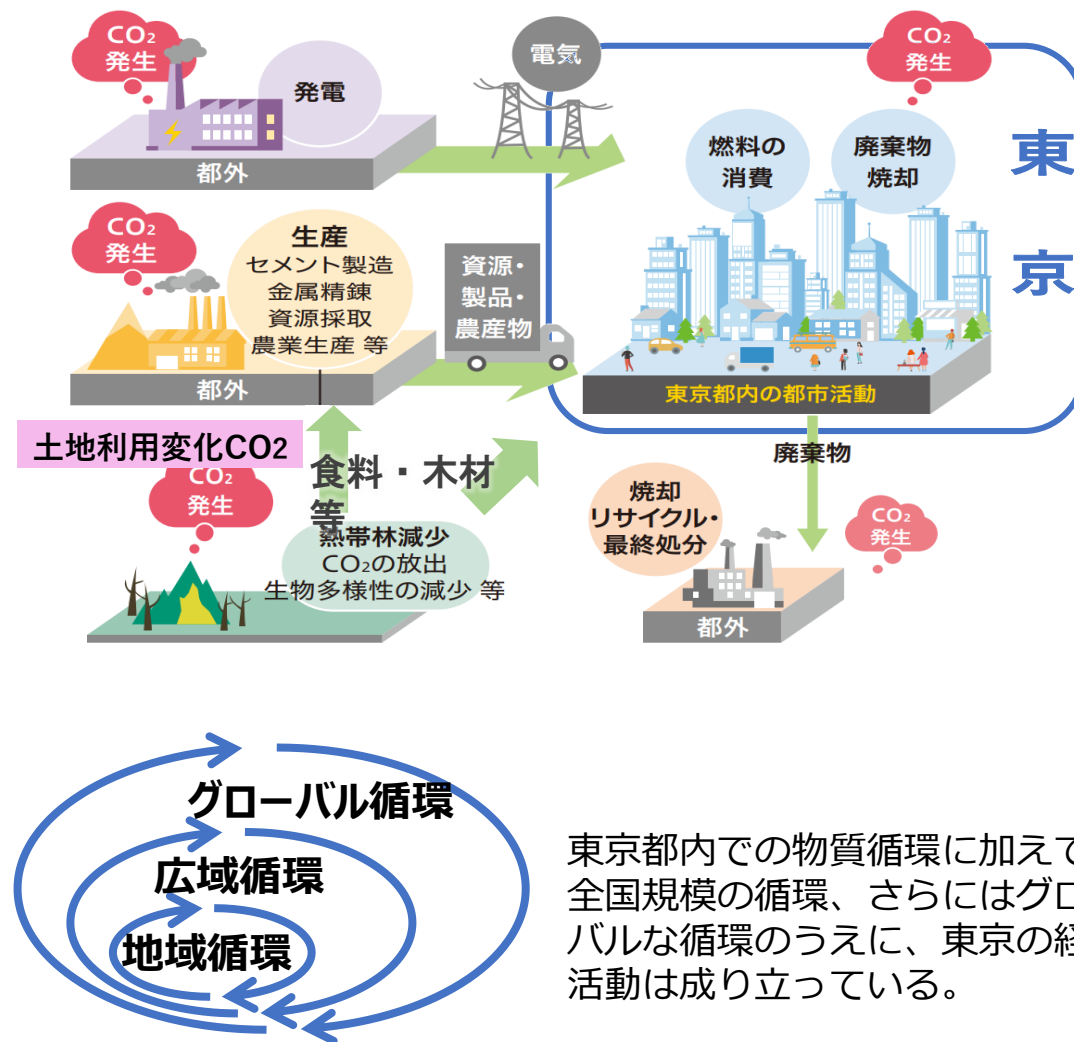 CO₂
発生
発電
都外
電気
CO₂
発生
燃料の
消費
廃棄物
焼却
東
京
CO₂
発生
生産
セメント製造
金属精錬
資源採取
農業生産 等
都外
資源・
製品・
農産物
東京都内の都市活動
土地利用変化CO2
CO₂
発生
食料・木材
等
熱帯林減少
CO₂の放出
生物多様性の減少 等
廃棄物
焼却
リサイクル・
最終処分
CO₂
発生
都外
グローバル循環
広域循環
地域循環
東京都内での物質循環に加えて
全国規模の循環、さらにはグロ
バルな循環のうえに、東京の経
活動は成り立っている。